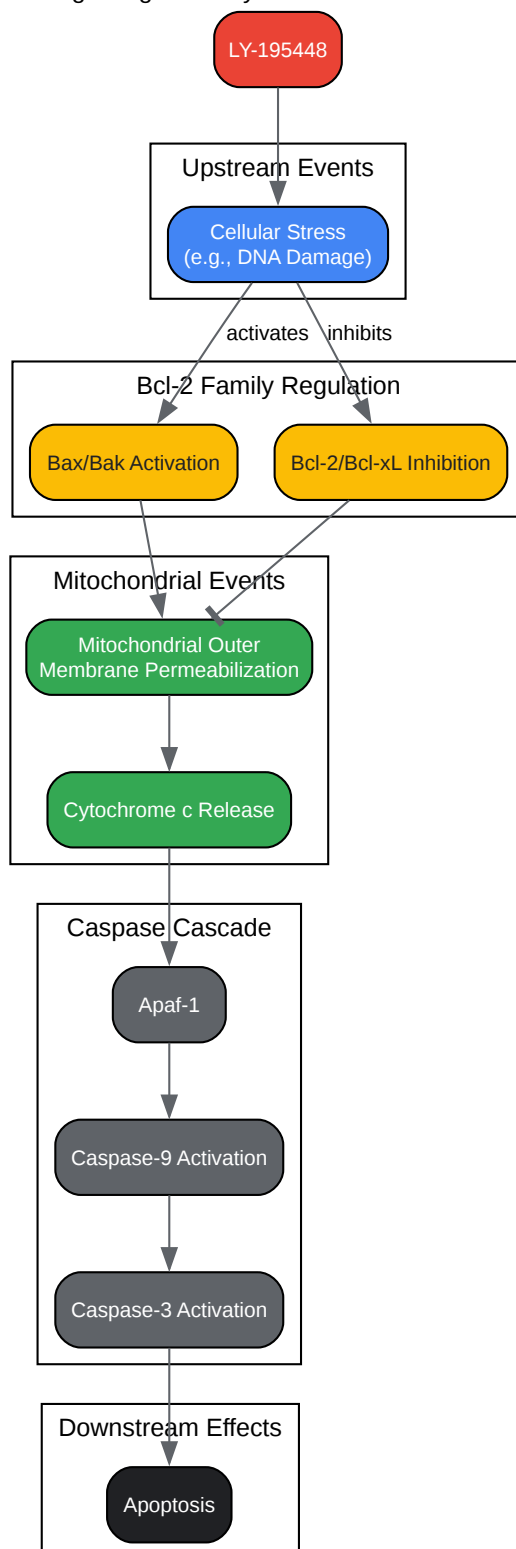 LY-195448
Upstream Events
Cellular Stress
(e.g., DNA Damage)
activates
inhibits
Bcl-2 Family Regulation
Bax/Bak Activation
Bcl-2/Bcl-xL Inhibition
Mitochondrial Events
Mitochondrial Outer
Membrane Permeabilization
Cytochrome c Release
Caspase Cascade
Apaf-1
Caspase-9 Activation
Caspase-3 Activation
Downstream Effects
Apoptosis